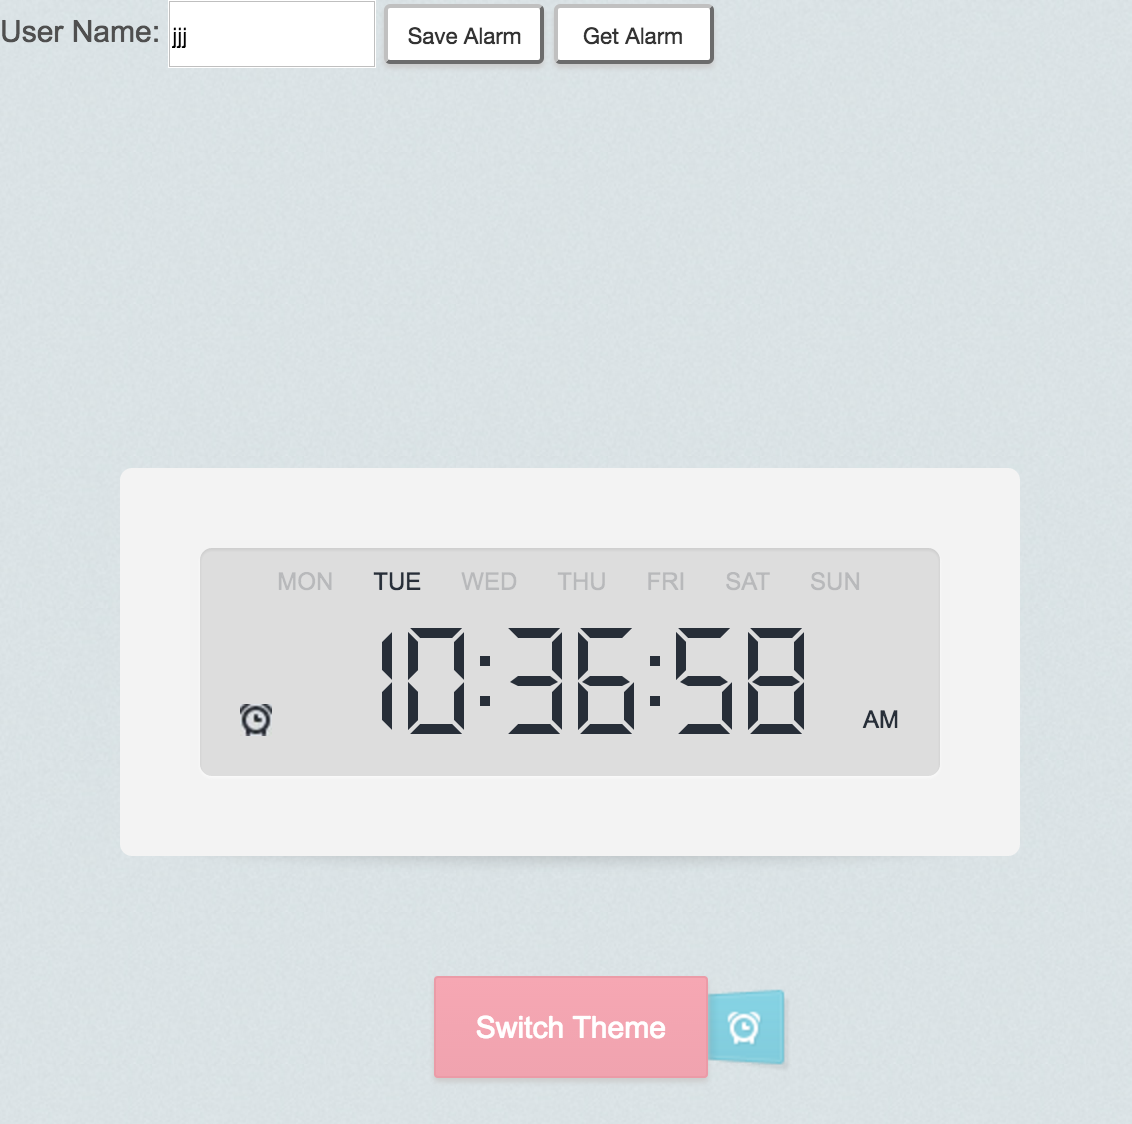 User Name: jjj Save Alarm Get Alarm
MON TUE WED THU FRI SAT SUN
10:36:58 AM
Switch Theme